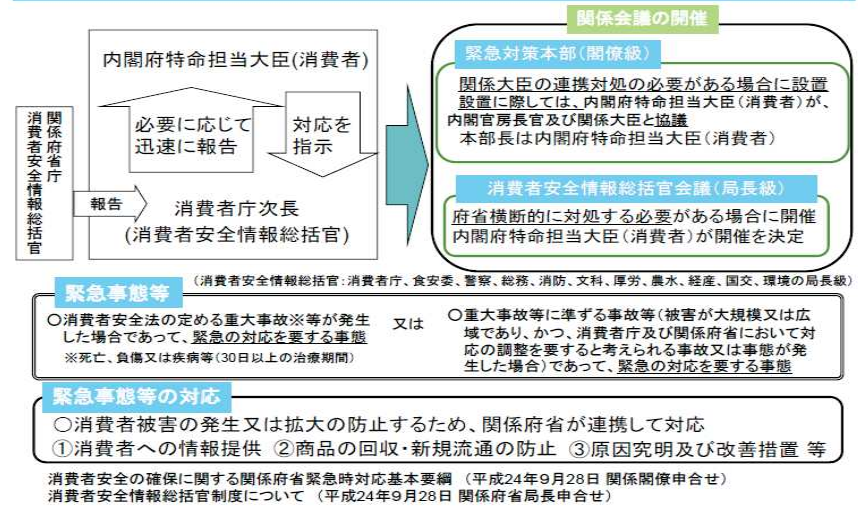 関係会議の開催
内閣府特命担当大臣(消費者)
必要に応じて
迅速に報告
対応を
指示
関係府省庁
消費者安全情報総括官
報告
消費者庁次長
(消費者安全情報総括官)
緊急対策本部(閣僚級)
関係大臣の連携対処の必要がある場合に設置
設置に際しては、内閣府特命担当大臣(消費者)が、
内閣官房長官及び関係大臣と協議
本部長は内閣府特命担当大臣(消費者)
消費者安全情報総括官会議(局長級)
府省横断的に対処する必要がある場合に開催
内閣府特命担当大臣(消費者)が開催を決定
(消費者安全情報総括官:消費者庁、食安委、警察、総務、消防、文科、厚労、農水、経産、国交、環境の局長級)
緊急事態等
○消費者安全法の定める重大事故※等が発生
した場合であって、緊急の対応を要する事態
※死亡、負傷又は疾病等(30日以上の治療期間)
又は
○重大事故等に準ずる事故等(被害が大規模又は広
域であり、かつ、消費者庁及び関係府省において対
応の調整を要すると考えられる事故又は事態が発
生した場合)であって、緊急の対応を要する事態
緊急事態等の対応
○消費者被害の発生又は拡大の防止するため、関係府省が連携して対応
①消費者への情報提供 ②商品の回収・新規流通の防止 ③原因究明及び改善措置 等
消費者安全の確保に関する関係府省緊急時対応基本要綱 (平成24年9月28日 関係閣僚申合せ)
消費者安全情報総括官制度について (平成24年9月28日 関係府省局長申合せ)